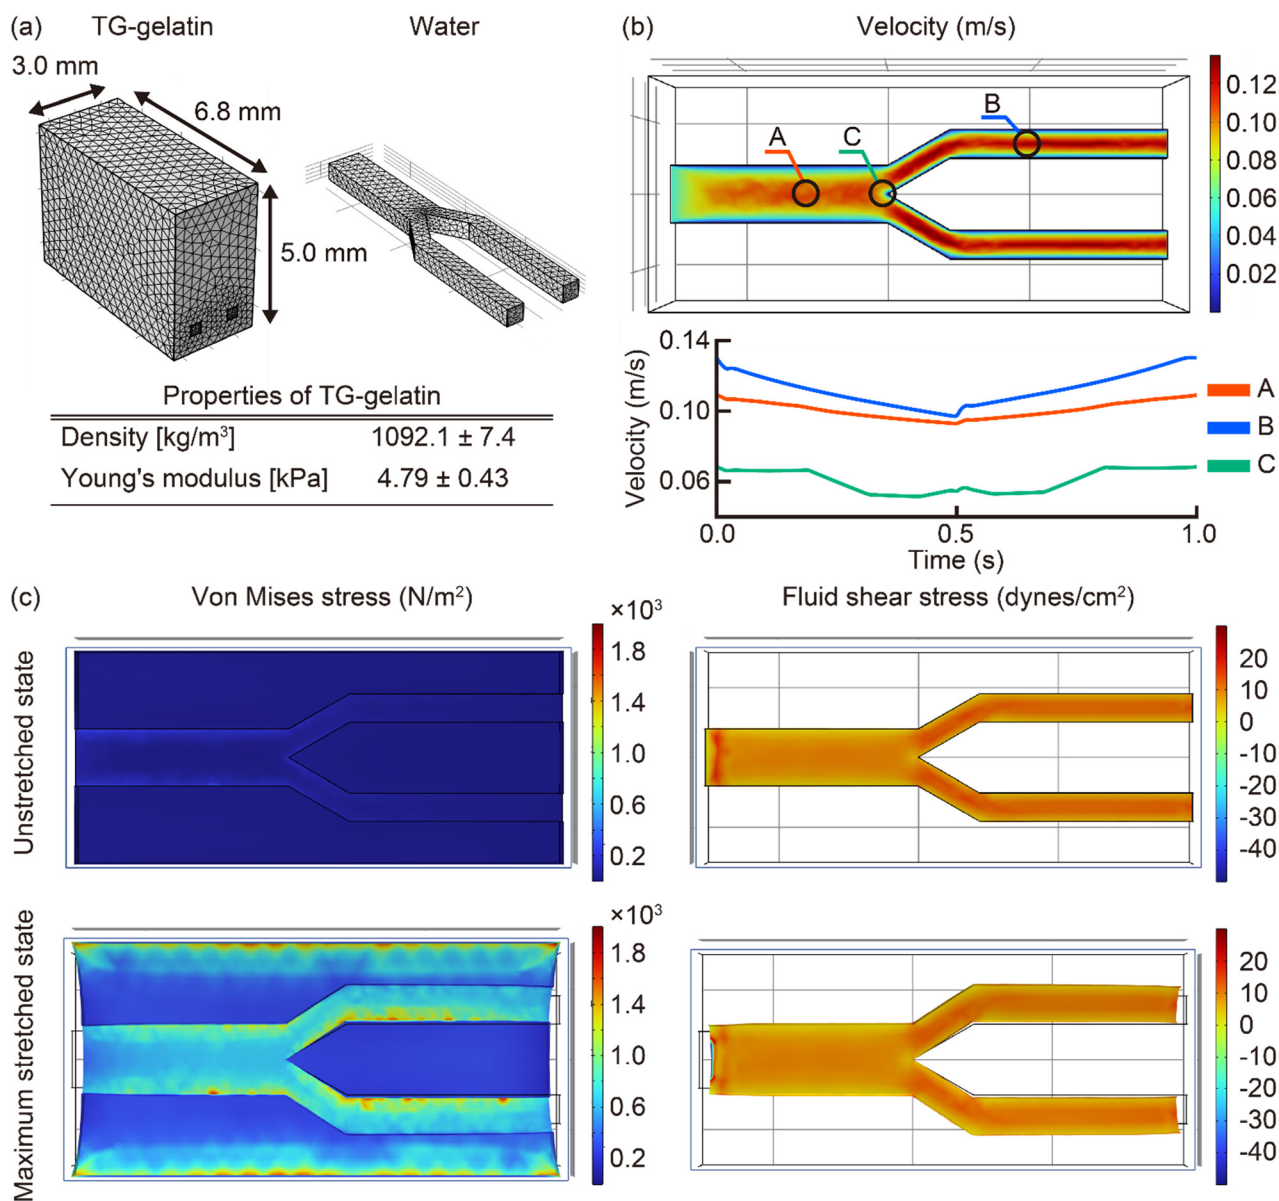 (a)
TG-gelatin
Water
3.0 mm
6.8 mm
5.0 mm
Properties of TG-gelatin
Density [kg/m³] 1092.1 ± 7.4
Young's modulus [kPa] 4.79 ± 0.43
(b)
Velocity (m/s)
A
C
B
0.12
0.10
0.08
0.06
0.04
0.02
Velocity (m/s)
0.14
0.10
0.06
0.0
0.5
1.0
Time (s)
A
B
C
(c)
Von Mises stress (N/m²)
Fluid shear stress (dynes/cm²)
Unstretched state
×10³
1.8
1.4
1.0
0.6
0.2
20
10
0
-10
-20
-30
-40
Maximum stretched state
×10³
1.8
1.4
1.0
0.6
0.2
20
10
0
-10
-20
-30
-40